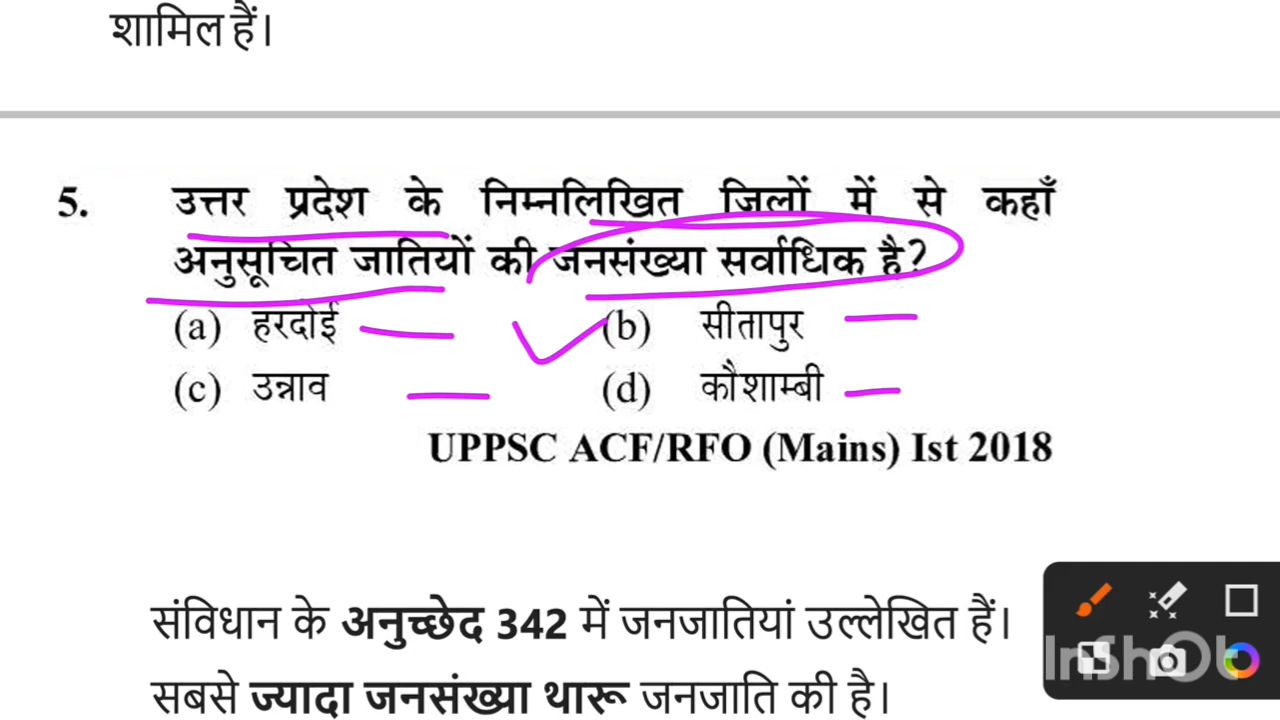 शामिल हैं।
5. उत्तर प्रदेश के निम्नलिखित जिलों में से कहाँ
अनुसूचित जातियों की जनसंख्या सर्वाधिक है?
(a) हरदोई (b) सीतापुर
(c) उन्नाव (d) कौशाम्बी
UPPSC ACF/RFO (Mains) Ist 2018
संविधान के अनुच्छेद 342 में जनजातियां उल्लेखित हैं।
सबसे ज्यादा जनसंख्या थारू जनजाति की है।
InShOt